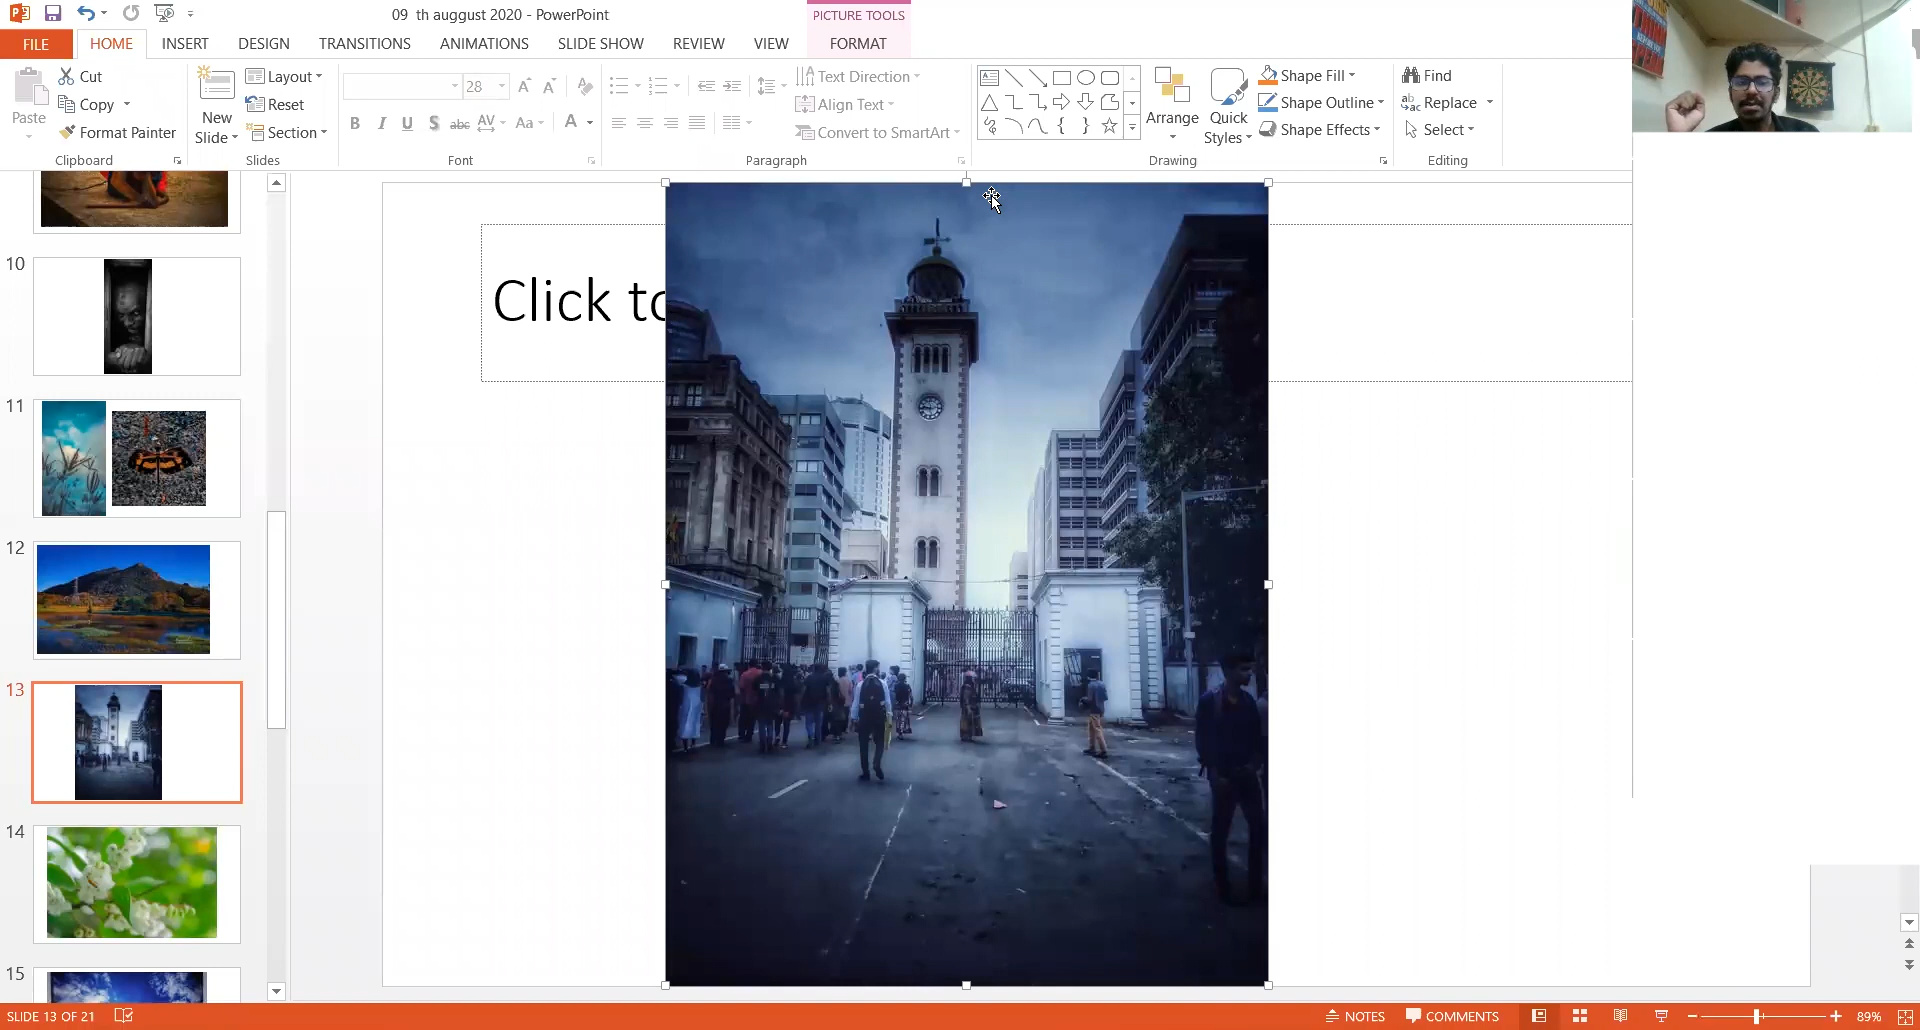 09 th auggust 2020 - PowerPoint
PICTURE TOOLS
FILE HOME INSERT DESIGN TRANSITIONS ANIMATIONS SLIDE SHOW REVIEW VIEW FORMAT
Paste
Cut
Copy
Format Painter
Clipboard
New
Slide
Layout
Reset
Section
Slides
28
B I U S abc AV Aa A
Font
Text Direction
Align Text
Convert to SmartArt
Paragraph
Arrange
Quick
Styles
Shape Fill
Shape Outline
Shape Effects
Drawing
Find
Replace
Select
Editing
10
11
12
13
14
15
Click to
SLIDE 13 OF 21
NOTES
COMMENTS
89%